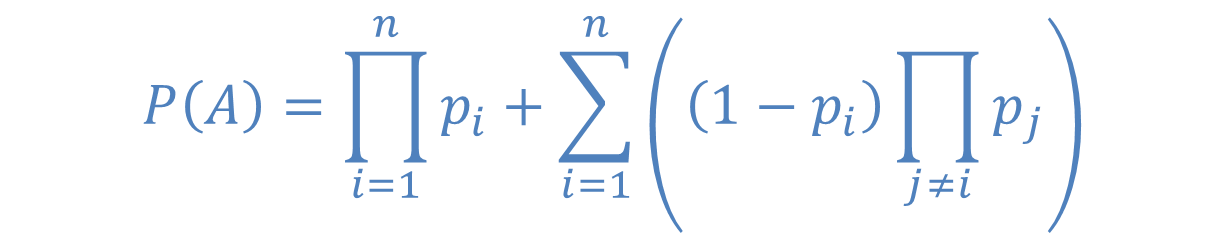 P(A) = ∏_{i=1}^{n} p_i + ∑_{i=1}^{n} ( (1 − p_i) ∏_{j≠i} p_j )